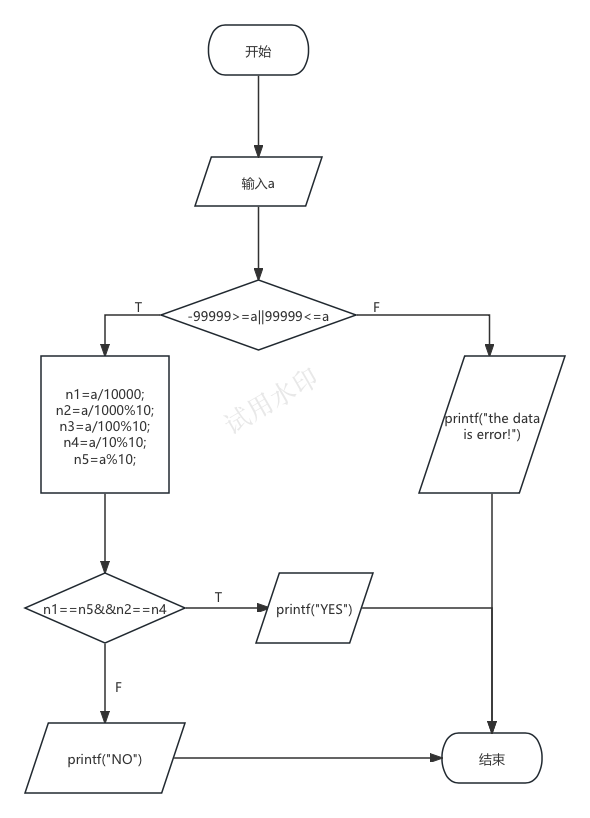 开始
输入a
T
-99999>=a||99999<=a
F
n1=a/10000;
n2=a/1000%10;
n3=a/100%10;
n4=a/10%10;
n5=a%10;
printf("the data
is error!")
试用水印
n1==n5&&n2==n4
T
printf("YES")
F
printf("NO")
结束